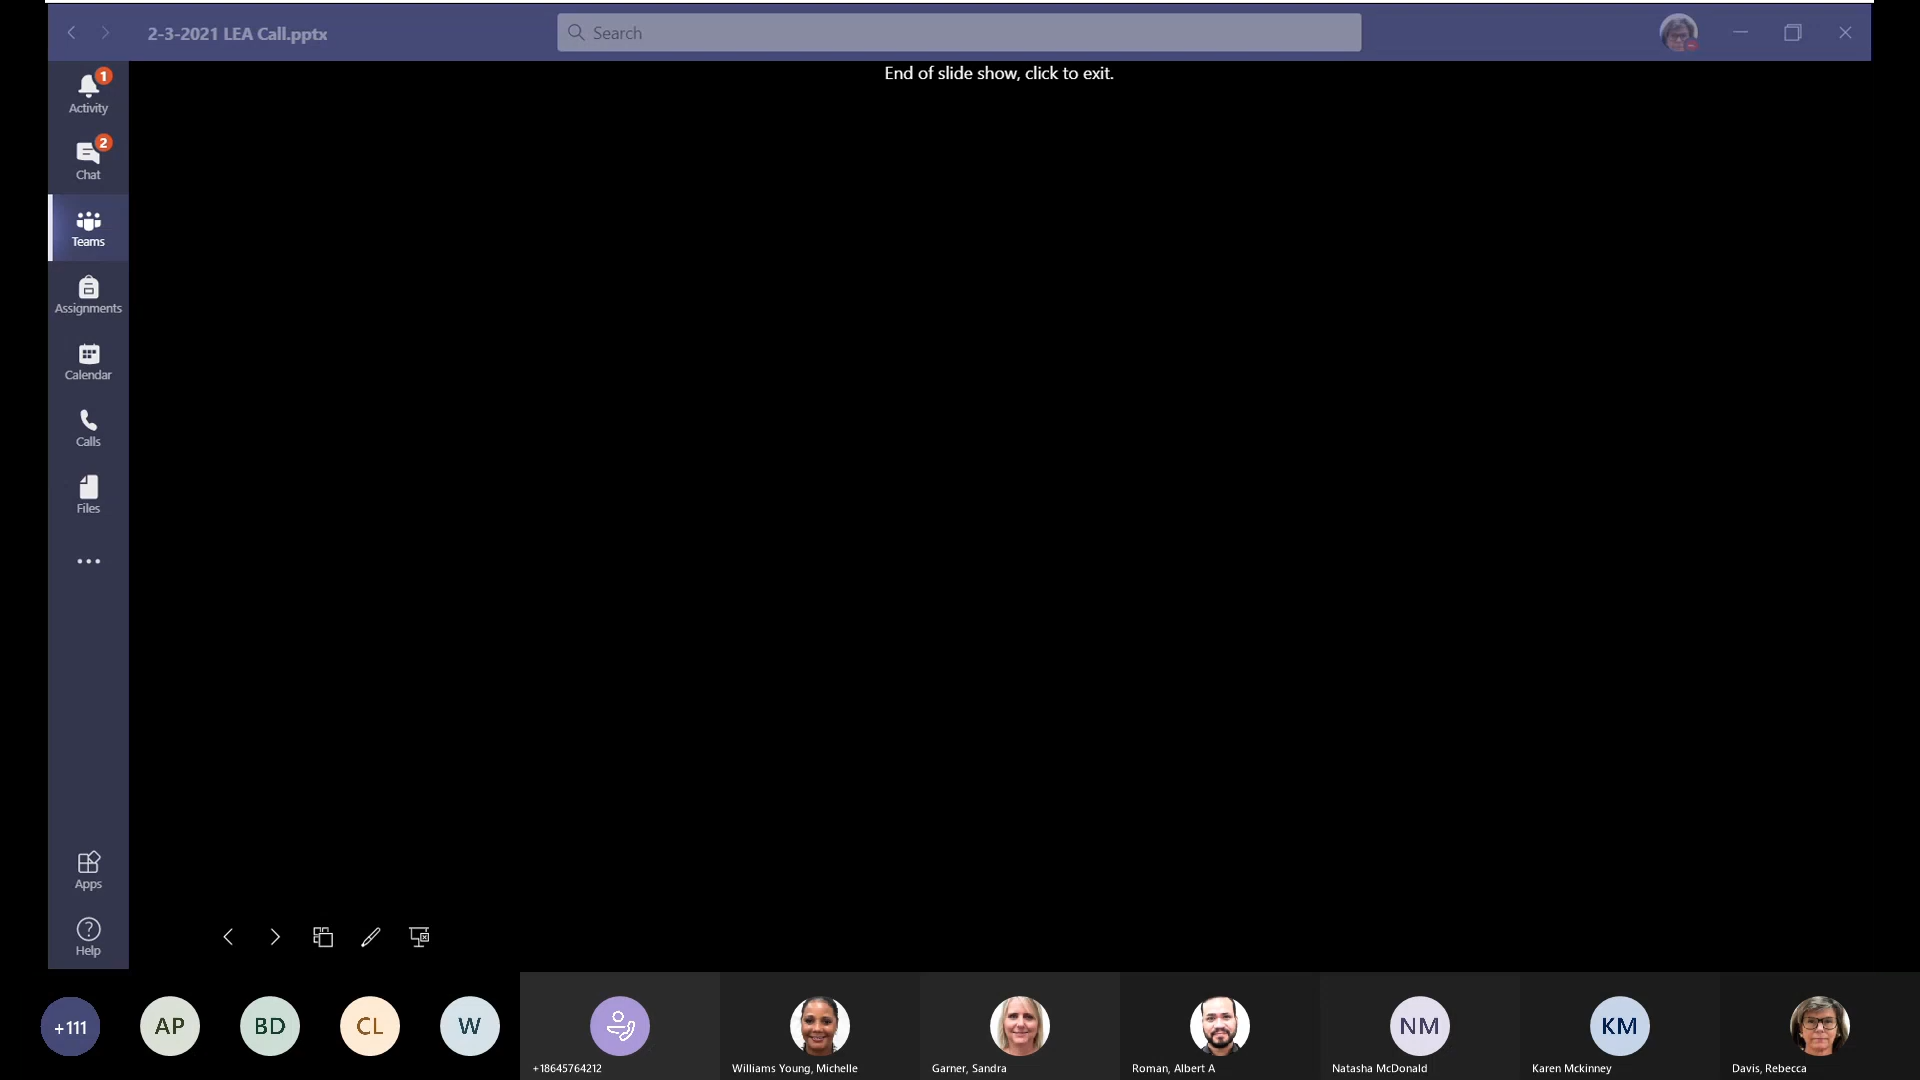 2-3-2021 LEA Call.pptx
Search
End of slide show, click to exit.
1
Activity
2
Chat
Teams
Assignments
Calendar
Calls
Files
Apps
?
Help
+111
AP
BD
CL
W
NM
KM
+18645764212
Williams Young, Michelle
Garner, Sandra
Roman, Albert A
Natasha McDonald
Karen Mckinney
Davis, Rebecca